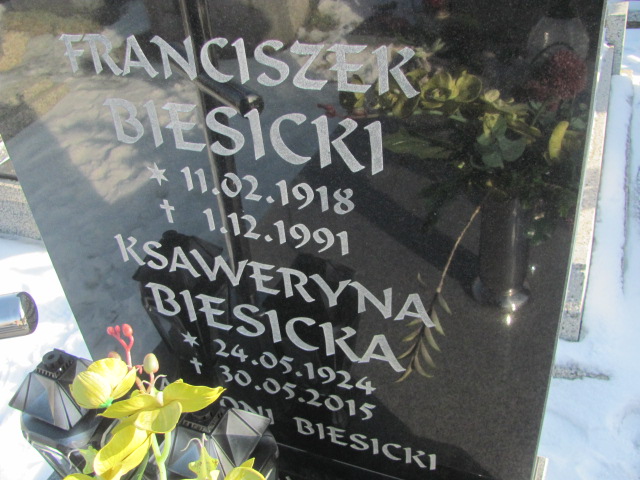 FRANCISZEK
BIESICKI
* 11.02.1918
† 1.12.1991
KSAWERYNA
BIESICKA
* 24.05.1924
† 30.05.2015
BIESICKI